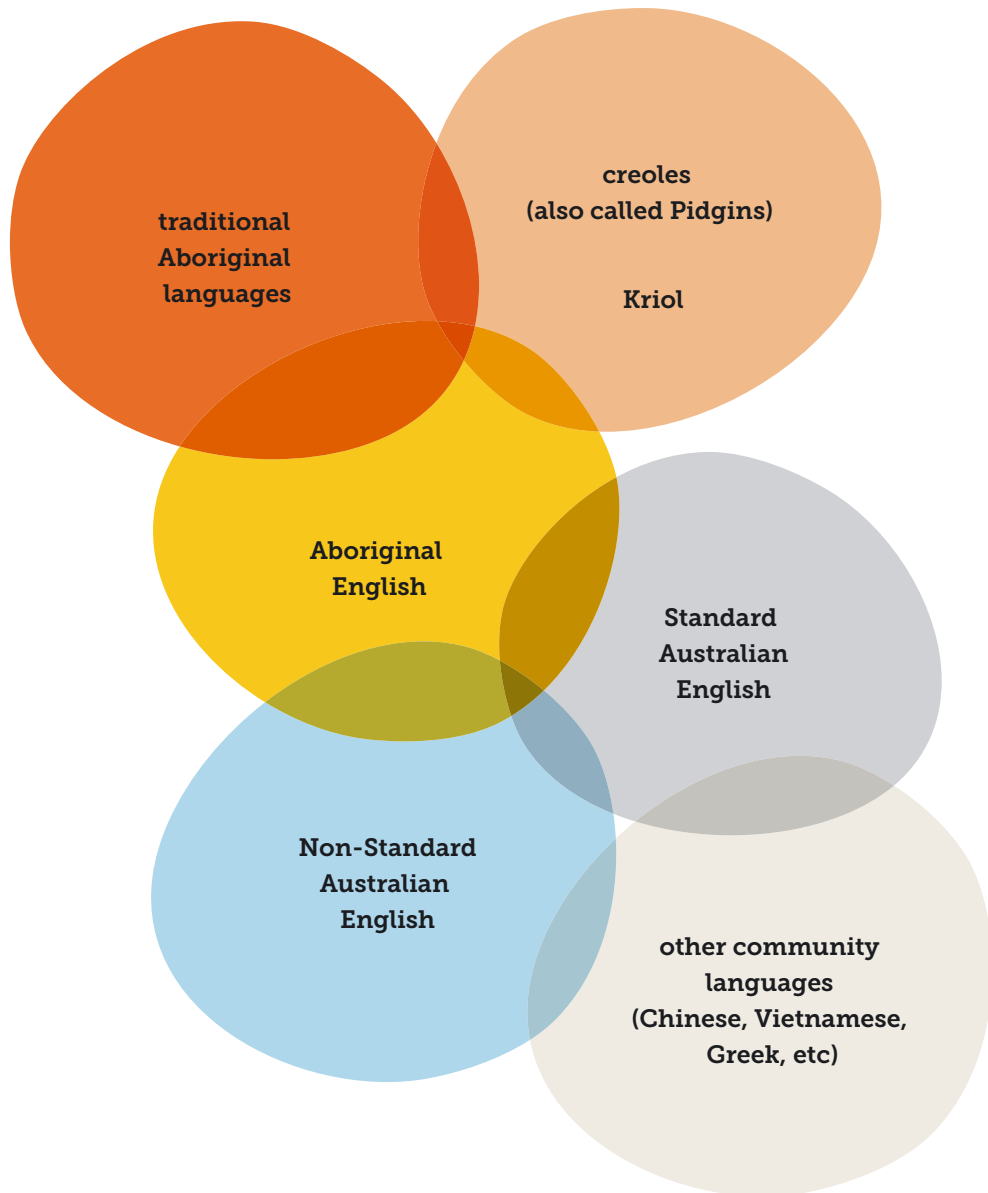 traditional
Aboriginal
languages
creoles
(also called Pidgins)
Kriol
Aboriginal
English
Standard
Australian
English
Non-Standard
Australian
English
other community
languages
(Chinese, Vietnamese,
Greek, etc)